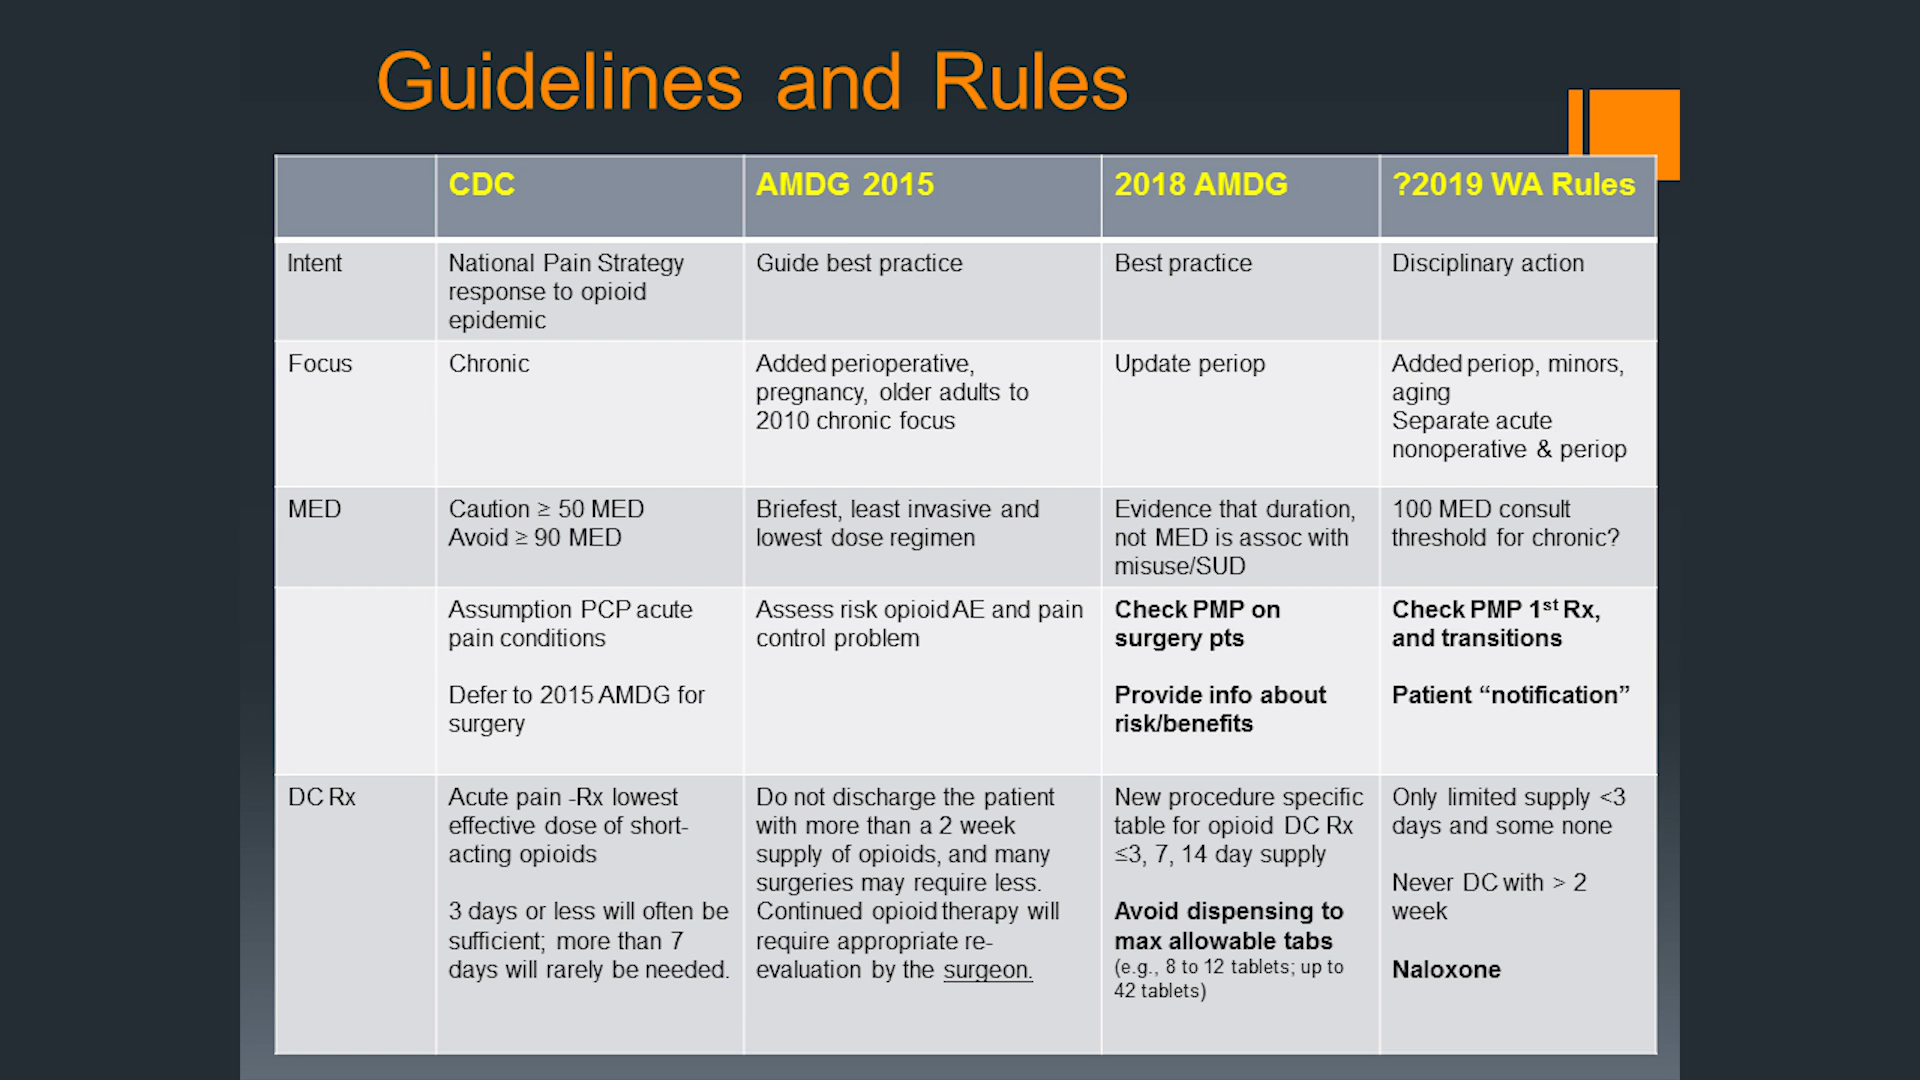 Guidelines and Rules
CDC
AMDG 2015
2018 AMDG
?2019 WA Rules
Intent
National Pain Strategy
response to opioid
epidemic
Guide best practice
Best practice
Disciplinary action
Focus
Chronic
Added perioperative,
pregnancy, older adults to
2010 chronic focus
Update periop
Added periop, minors,
aging
Separate acute
nonoperative & periop
MED
Caution ≥ 50 MED
Avoid ≥ 90 MED
Briefest, least invasive and
lowest dose regimen
Evidence that duration,
not MED is assoc with
misuse/SUD
100 MED consult
threshold for chronic?
Assumption PCP acute
pain conditions
Defer to 2015 AMDG for
surgery
Assess risk opioid AE and pain
control problem
Check PMP on
surgery pts
Provide info about
risk/benefits
Check PMP 1st Rx,
and transitions
Patient “notification”
DC Rx
Acute pain -Rx lowest
effective dose of short-
acting opioids
3 days or less will often be
sufficient; more than 7
days will rarely be needed.
Do not discharge the patient
with more than a 2 week
supply of opioids, and many
surgeries may require less.
Continued opioid therapy will
require appropriate re-
evaluation by the surgeon.
New procedure specific
table for opioid DC Rx
≤3, 7, 14 day supply
Avoid dispensing to
max allowable tabs
(e.g., 8 to 12 tablets; up to
42 tablets)
Only limited supply <3
days and some none
Never DC with > 2
week
Naloxone